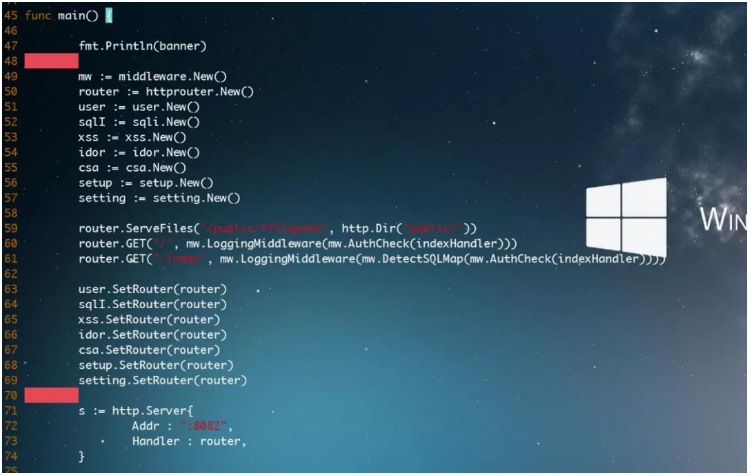 45 func main() {
46
47 fmt.Println(banner)
48
49 mw := middleware.New()
50 router := httprouter.New()
51 user := user.New()
52 sqlI := sqli.New()
53 xss := xss.New()
54 idor := idor.New()
55 csa := csa.New()
56 setup := setup.New()
57 setting := setting.New()
58
59 router.ServeFiles("/public/*filepath", http.Dir("public/"))
60 router.GET("/", mw.LoggingMiddleware(mw.AuthCheck(indexHandler)))
61 router.GET("/index", mw.LoggingMiddleware(mw.DetectSQLMap(mw.AuthCheck(indexHandler))))
62
63 user.SetRouter(router)
64 sqlI.SetRouter(router)
65 xss.SetRouter(router)
66 idor.SetRouter(router)
67 csa.SetRouter(router)
68 setup.SetRouter(router)
69 setting.SetRouter(router)
70
71 s := http.Server{
72 Addr : ":8082",
73 Handler : router,
74 }
75
WIN